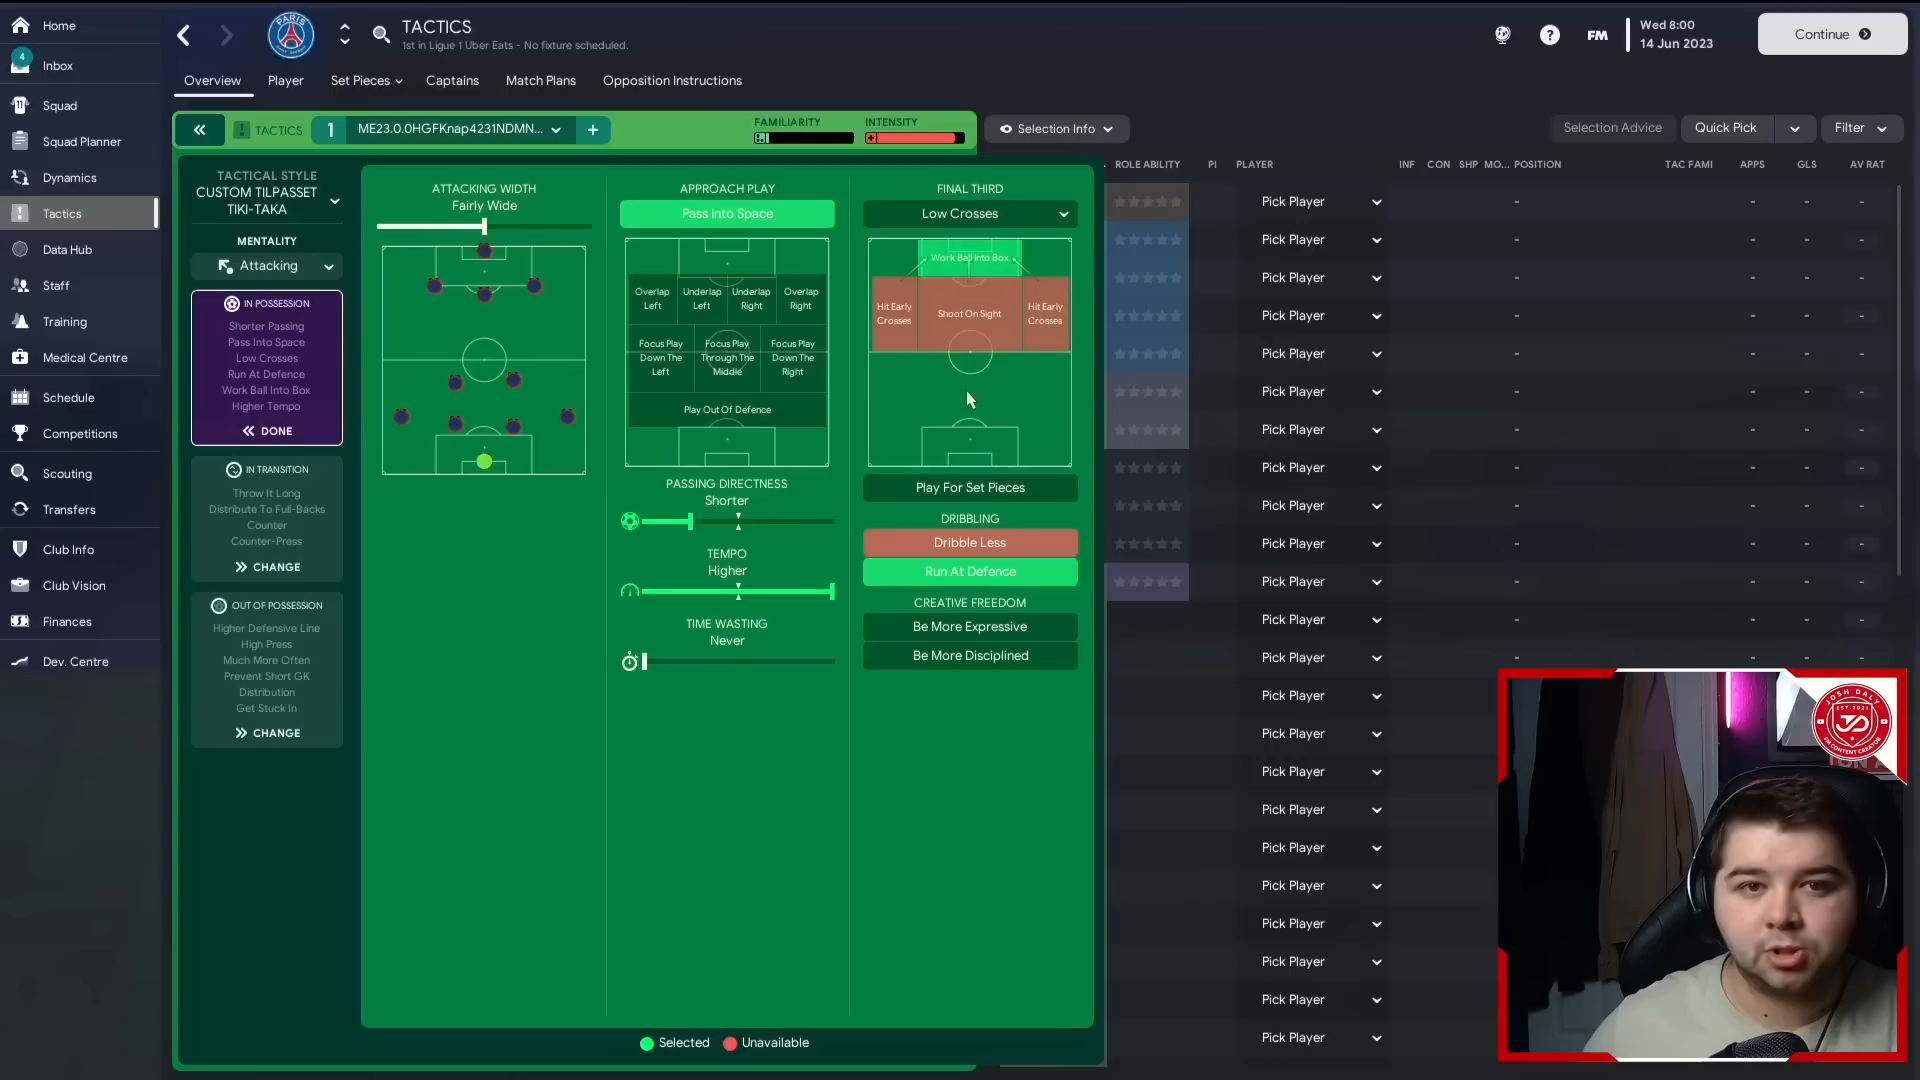 Home
4
Inbox
Squad
Squad Planner
Dynamics
Tactics
Data Hub
Staff
Training
Medical Centre
Schedule
Competitions
Scouting
Transfers
Club Info
Club Vision
Finances
Dev. Centre
PARIS
TACTICS
1st in Ligue 1 Uber Eats - No fixture scheduled.
FM
Wed 8:00
14 Jun 2023
Continue
Overview
Player
Set Pieces
Captains
Match Plans
Opposition Instructions
TACTICS
1
ME23.0.0HGFKnap4231NDMN...
+
FAMILIARITY
INTENSITY
Selection Info
Selection Advice
Quick Pick
Filter
TACTICAL STYLE
CUSTOM TILPASSET
TIKI-TAKA
MENTALITY
Attacking
IN POSSESSION
Shorter Passing
Pass Into Space
Low Crosses
Run At Defence
Work Ball Into Box
Higher Tempo
DONE
IN TRANSITION
Throw It Long
Distribute To Full-Backs
Counter
Counter-Press
CHANGE
OUT OF POSSESSION
Higher Defensive Line
High Press
Much More Often
Prevent Short GK
Distribution
Get Stuck In
CHANGE
ATTACKING WIDTH
Fairly Wide
APPROACH PLAY
Pass Into Space
Overlap
Left
Underlap
Left
Underlap
Right
Overlap
Right
Focus Play
Down The
Left
Focus Play
Through The
Middle
Focus Play
Down The
Right
Play Out Of Defence
PASSING DIRECTNESS
Shorter
TEMPO
Higher
TIME WASTING
Never
FINAL THIRD
Low Crosses
Work Ball Into Box
Hit Early
Crosses
Shoot On Sight
Hit Early
Crosses
Play For Set Pieces
DRIBBLING
Dribble Less
Run At Defence
CREATIVE FREEDOM
Be More Expressive
Be More Disciplined
Selected
Unavailable
ROLE ABILITY PI PLAYER INF CON SHP MO... POSITION TAC FAMI APPS GLS AV RAT
Pick Player - - - -
Pick Player - - - -
Pick Player - - - -
Pick Player - - - -
Pick Player - - - -
Pick Player - - - -
Pick Player - - - -
Pick Player - - - -
Pick Player - - - -
Pick Player - - - -
Pick Player - - - -
Pick Player - - - -
Pick Player - - - -
Pick Player
Pick Player
Pick Player
Pick Player
Pick Player
Pick Player
Pick Player
Pick Player
Pick Player
Pick Player
JOSH DALY
EST. 2021
JD
FM CONTENT CREATOR